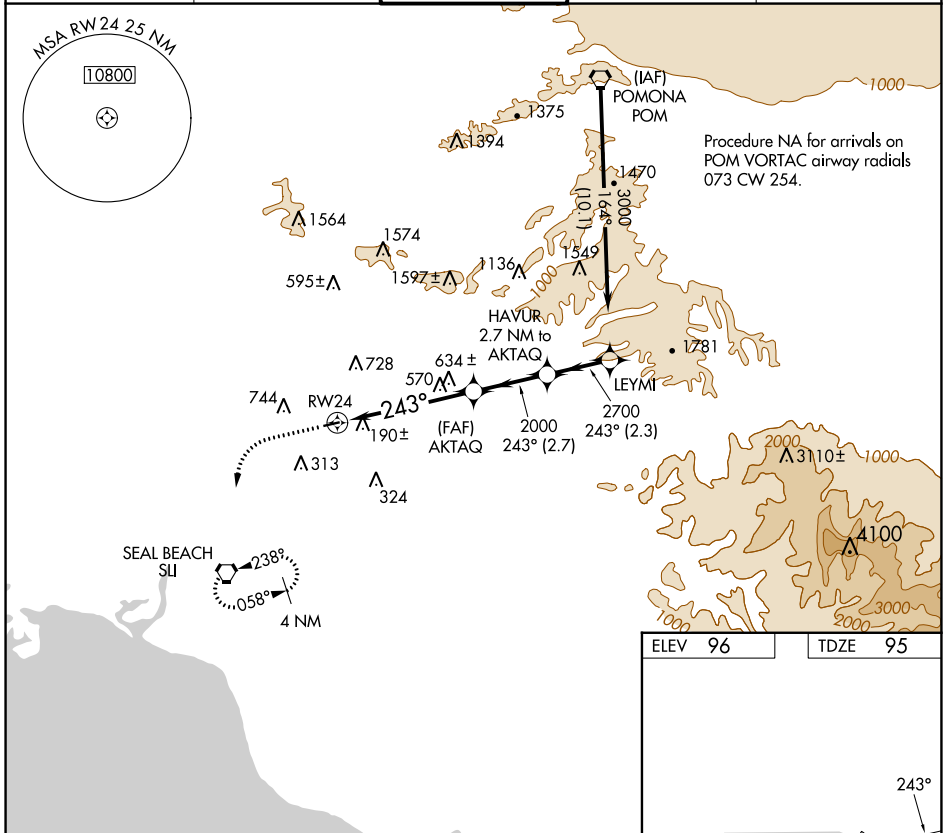 MSA RW24 25 NM
10800
(IAF)
POMONA
POM
1000
1375
1394
Procedure NA for arrivals on
POM VORTAC airway radials
073 CW 254.
1470
3000
164°
(10.1)
1564
1574
1549
1136
595±
1597±
1000
HAVUR
2.7 NM to
AKTAQ
1781
728
634±
570
LEYMI
744
RW24
243°
2700
243° (2.3)
2000
243° (2.7)
(FAF)
AKTAQ
190±
313
324
2000
3110±
1000
4100
SEAL BEACH
SLI
238°
058°
4 NM
3000
2000
1000
ELEV 96
TDZE 95
243°